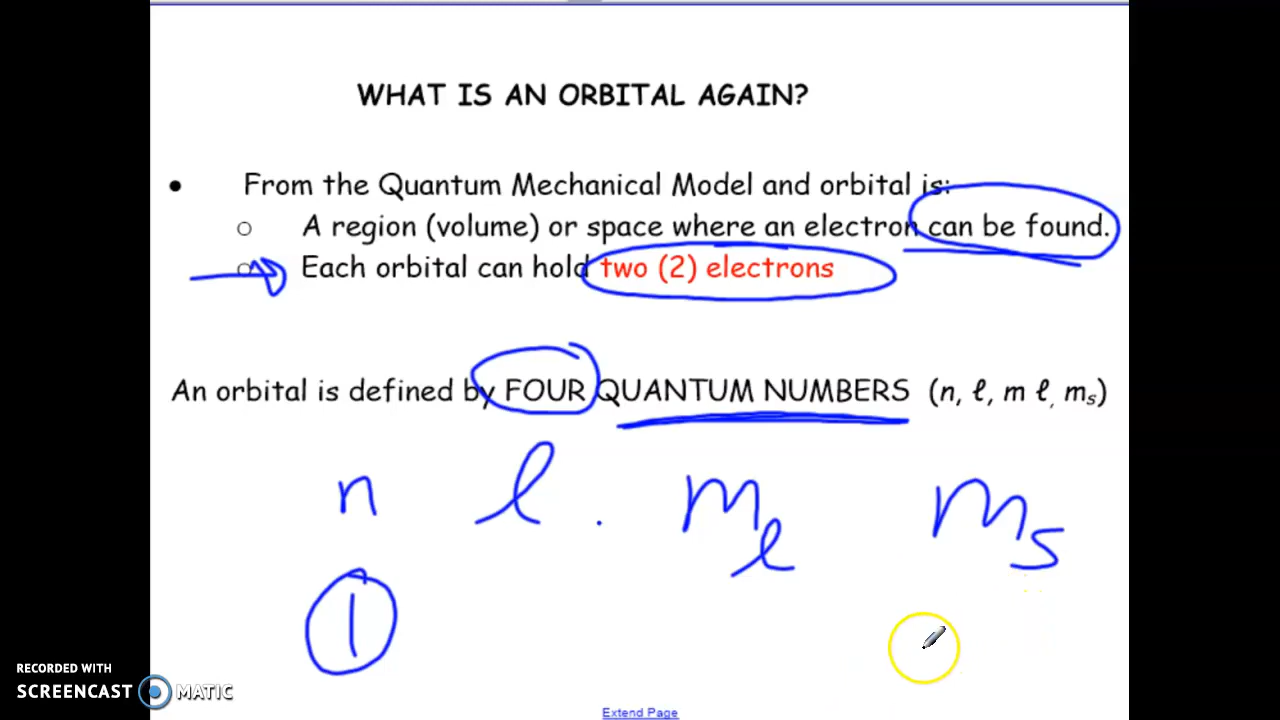 WHAT IS AN ORBITAL AGAIN?
• From the Quantum Mechanical Model and orbital is:
o A region (volume) or space where an electron can be found.
o Each orbital can hold two (2) electrons
An orbital is defined by FOUR QUANTUM NUMBERS (n, ℓ, m ℓ, mₛ)
n ℓ . mℓ mₛ
1
RECORDED WITH
SCREENCAST MATIC
Extend Page